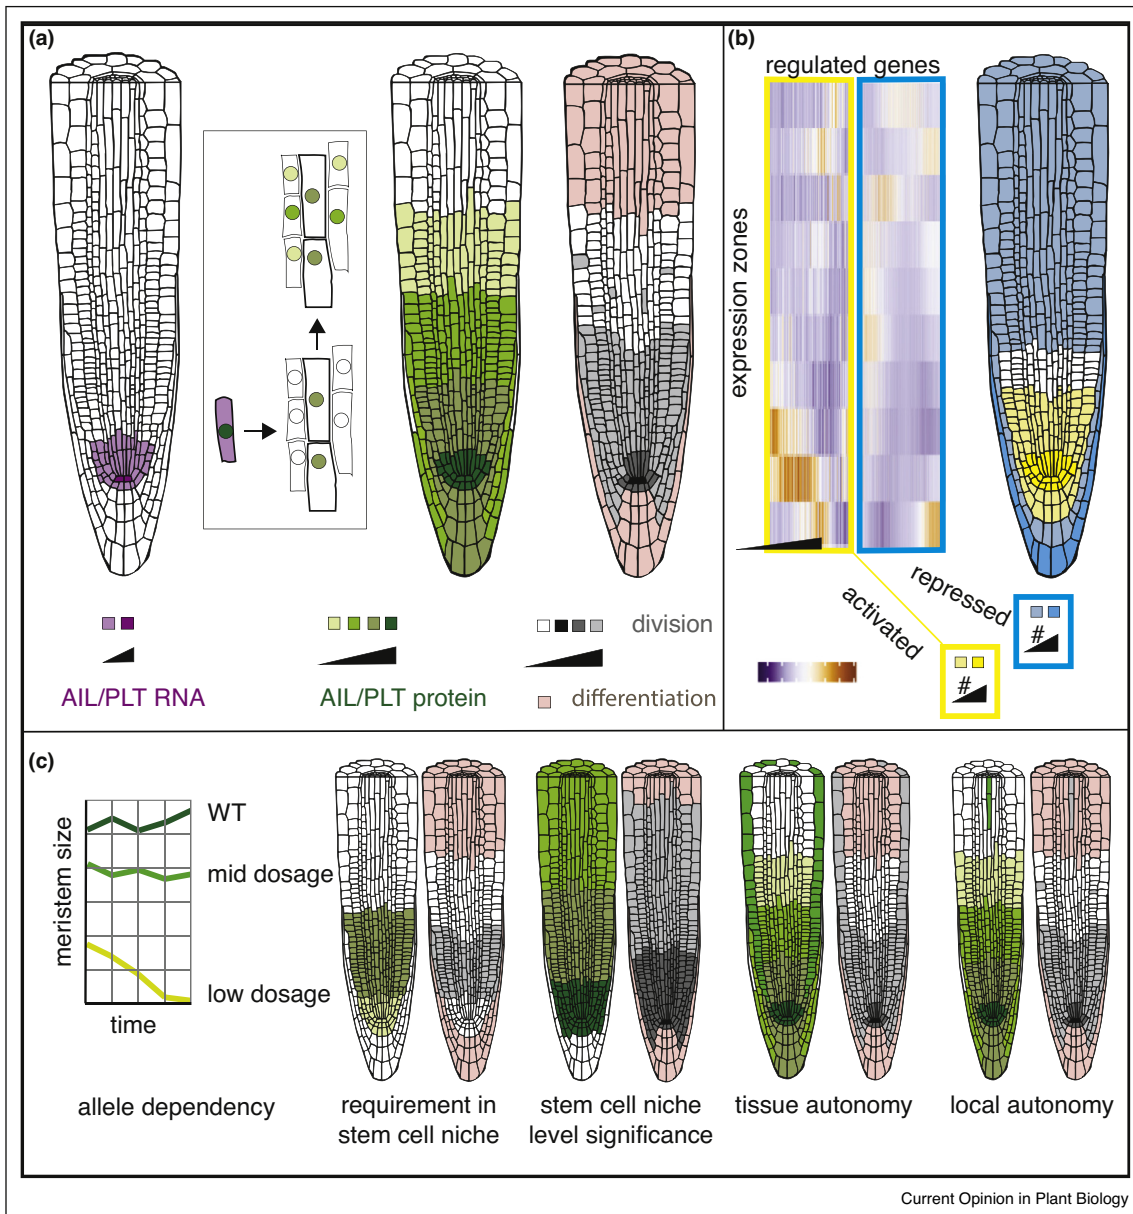 (a)
AIL/PLT RNA
AIL/PLT protein
division
differentiation
(b)
regulated genes
expression zones
repressed
activated
#
#
(c)
meristem size
WT
mid dosage
low dosage
time
allele dependency
requirement in
stem cell niche
stem cell niche
level significance
tissue autonomy
local autonomy
Current Opinion in Plant Biology